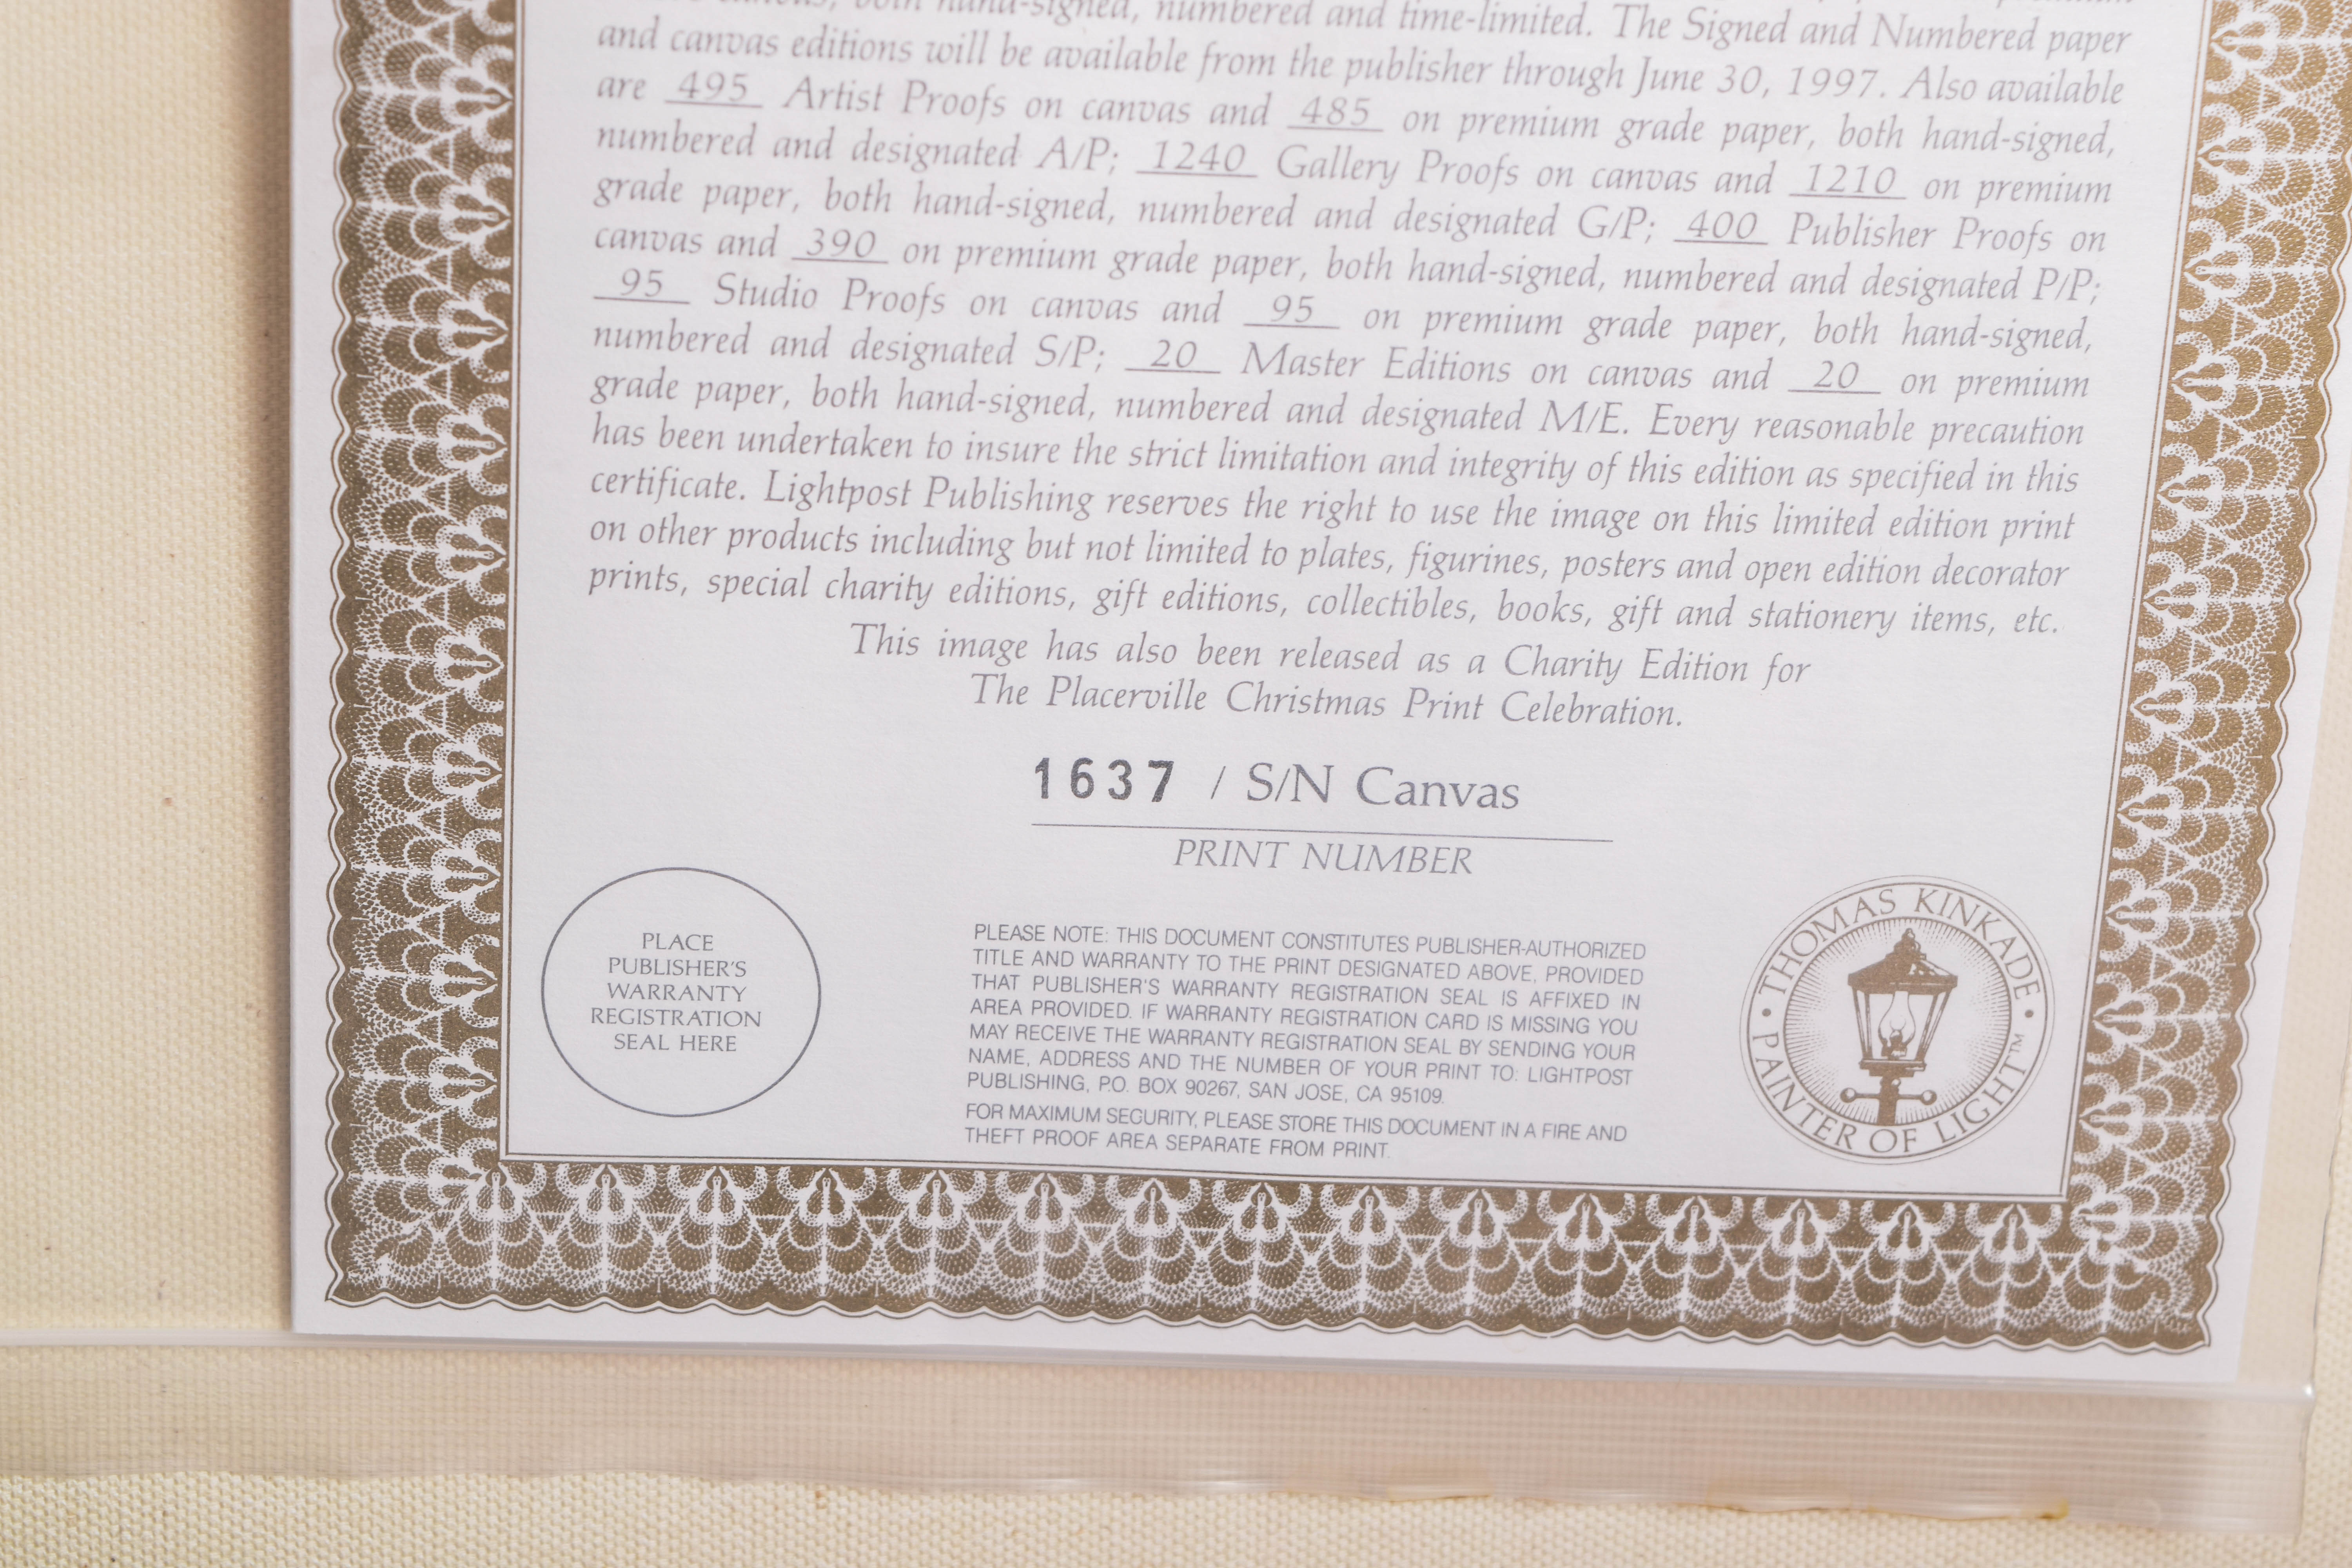 canvas, both hand-signed, numbered and time-limited. The Signed and Numbered paper
and canvas editions will be available from the publisher through June 30, 1997. Also available
are 495 Artist Proofs on canvas and 485 on premium grade paper, both hand-signed,
numbered and designated A/P; 1240 Gallery Proofs on canvas and 1210 on premium
grade paper, both hand-signed, numbered and designated G/P; 400 Publisher Proofs on
canvas and 390 on premium grade paper, both hand-signed, numbered and designated P/P;
95 Studio Proofs on canvas and 95 on premium grade paper, both hand-signed,
numbered and designated S/P; 20 Master Editions on canvas and 20 on premium
grade paper, both hand-signed, numbered and designated M/E. Every reasonable precaution
has been undertaken to insure the strict limitation and integrity of this edition as specified in this
certificate. Lightpost Publishing reserves the right to use the image on this limited edition print
on other products including but not limited to plates, figurines, posters and open edition decorator
prints, special charity editions, gift editions, collectibles, books, gift and stationery items, etc.
This image has also been released as a Charity Edition for
The Placerville Christmas Print Celebration.
1637 / S/N Canvas
PRINT NUMBER
PLACE
PUBLISHER'S
WARRANTY
REGISTRATION
SEAL HERE
PLEASE NOTE: THIS DOCUMENT CONSTITUTES PUBLISHER-AUTHORIZED
TITLE AND WARRANTY TO THE PRINT DESIGNATED ABOVE, PROVIDED
THAT PUBLISHER'S WARRANTY REGISTRATION SEAL IS AFFIXED IN
AREA PROVIDED. IF WARRANTY REGISTRATION CARD IS MISSING YOU
MAY RECEIVE THE WARRANTY REGISTRATION SEAL BY SENDING YOUR
NAME, ADDRESS AND THE NUMBER OF YOUR PRINT TO: LIGHTPOST
PUBLISHING, P.O. BOX 90267, SAN JOSE, CA 95109.
FOR MAXIMUM SECURITY, PLEASE STORE THIS DOCUMENT IN A FIRE AND
THEFT PROOF AREA SEPARATE FROM PRINT.
• THOMAS KINKADE •
PAINTER OF LIGHT™